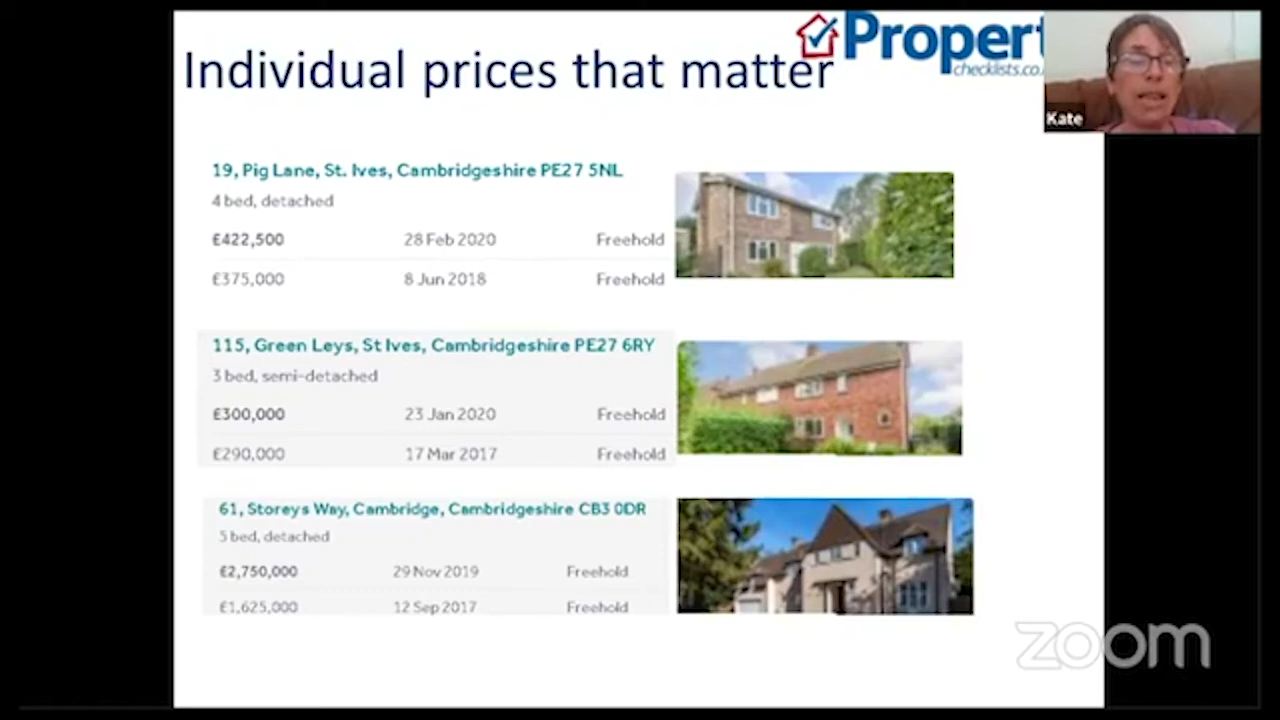 Individual prices that matter
Propert
checklists.co.
Kate
19, Pig Lane, St. Ives, Cambridgeshire PE27 5NL
4 bed, detached
£422,500 28 Feb 2020 Freehold
£375,000 8 Jun 2018 Freehold
115, Green Leys, St Ives, Cambridgeshire PE27 6RY
3 bed, semi-detached
£300,000 23 Jan 2020 Freehold
£290,000 17 Mar 2017 Freehold
61, Storeys Way, Cambridge, Cambridgeshire CB3 0DR
5 bed, detached
£2,750,000 29 Nov 2019 Freehold
£1,625,000 12 Sep 2017 Freehold
zoom